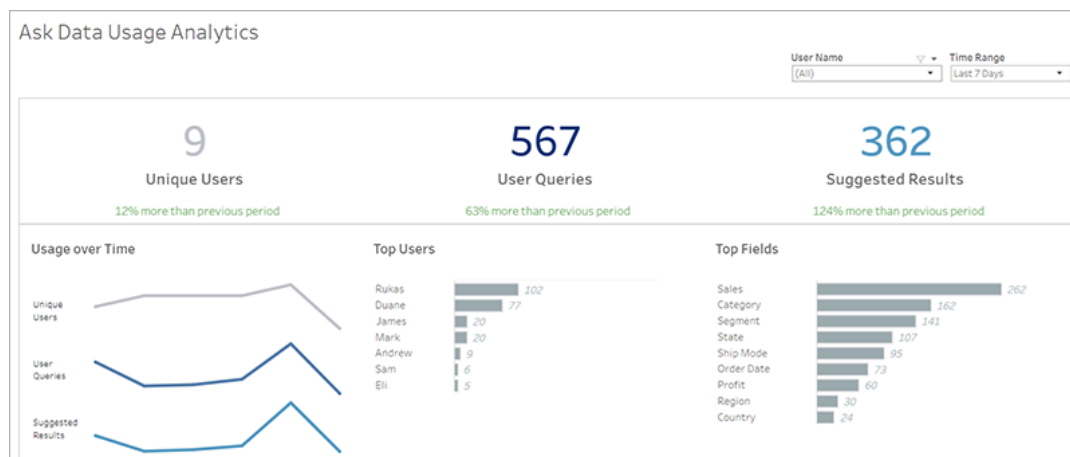 Ask Data Usage Analytics
User Name
Time Range
(All)
Last 7 Days
9
567
362
Unique Users
User Queries
Suggested Results
12% more than previous period
63% more than previous period
124% more than previous period
Usage over Time
Unique
Users
User
Queries
Suggested
Results
Top Users
Rukas 102
Duane 77
James 20
Mark 20
Andrew 9
Sam 6
Eli 5
Top Fields
Sales 262
Category 162
Segment 141
State 107
Ship Mode 95
Order Date 73
Profit 60
Region 30
Country 24